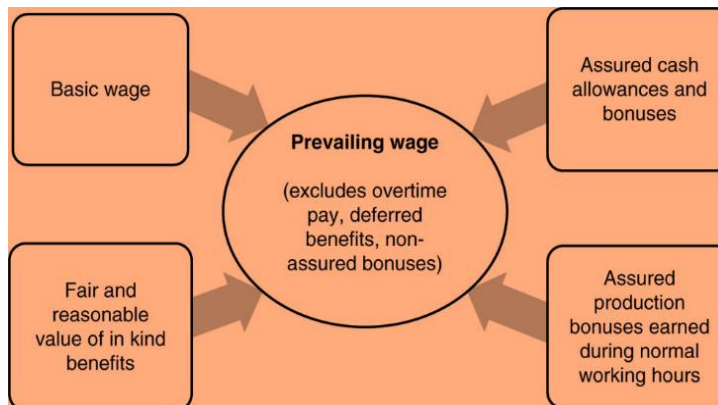 Basic wage
Assured cash
allowances and
bonuses
Prevailing wage
(excludes overtime
pay, deferred
benefits, non-
assured bonuses)
Fair and
reasonable
value of in kind
benefits
Assured
production
bonuses earned
during normal
working hours